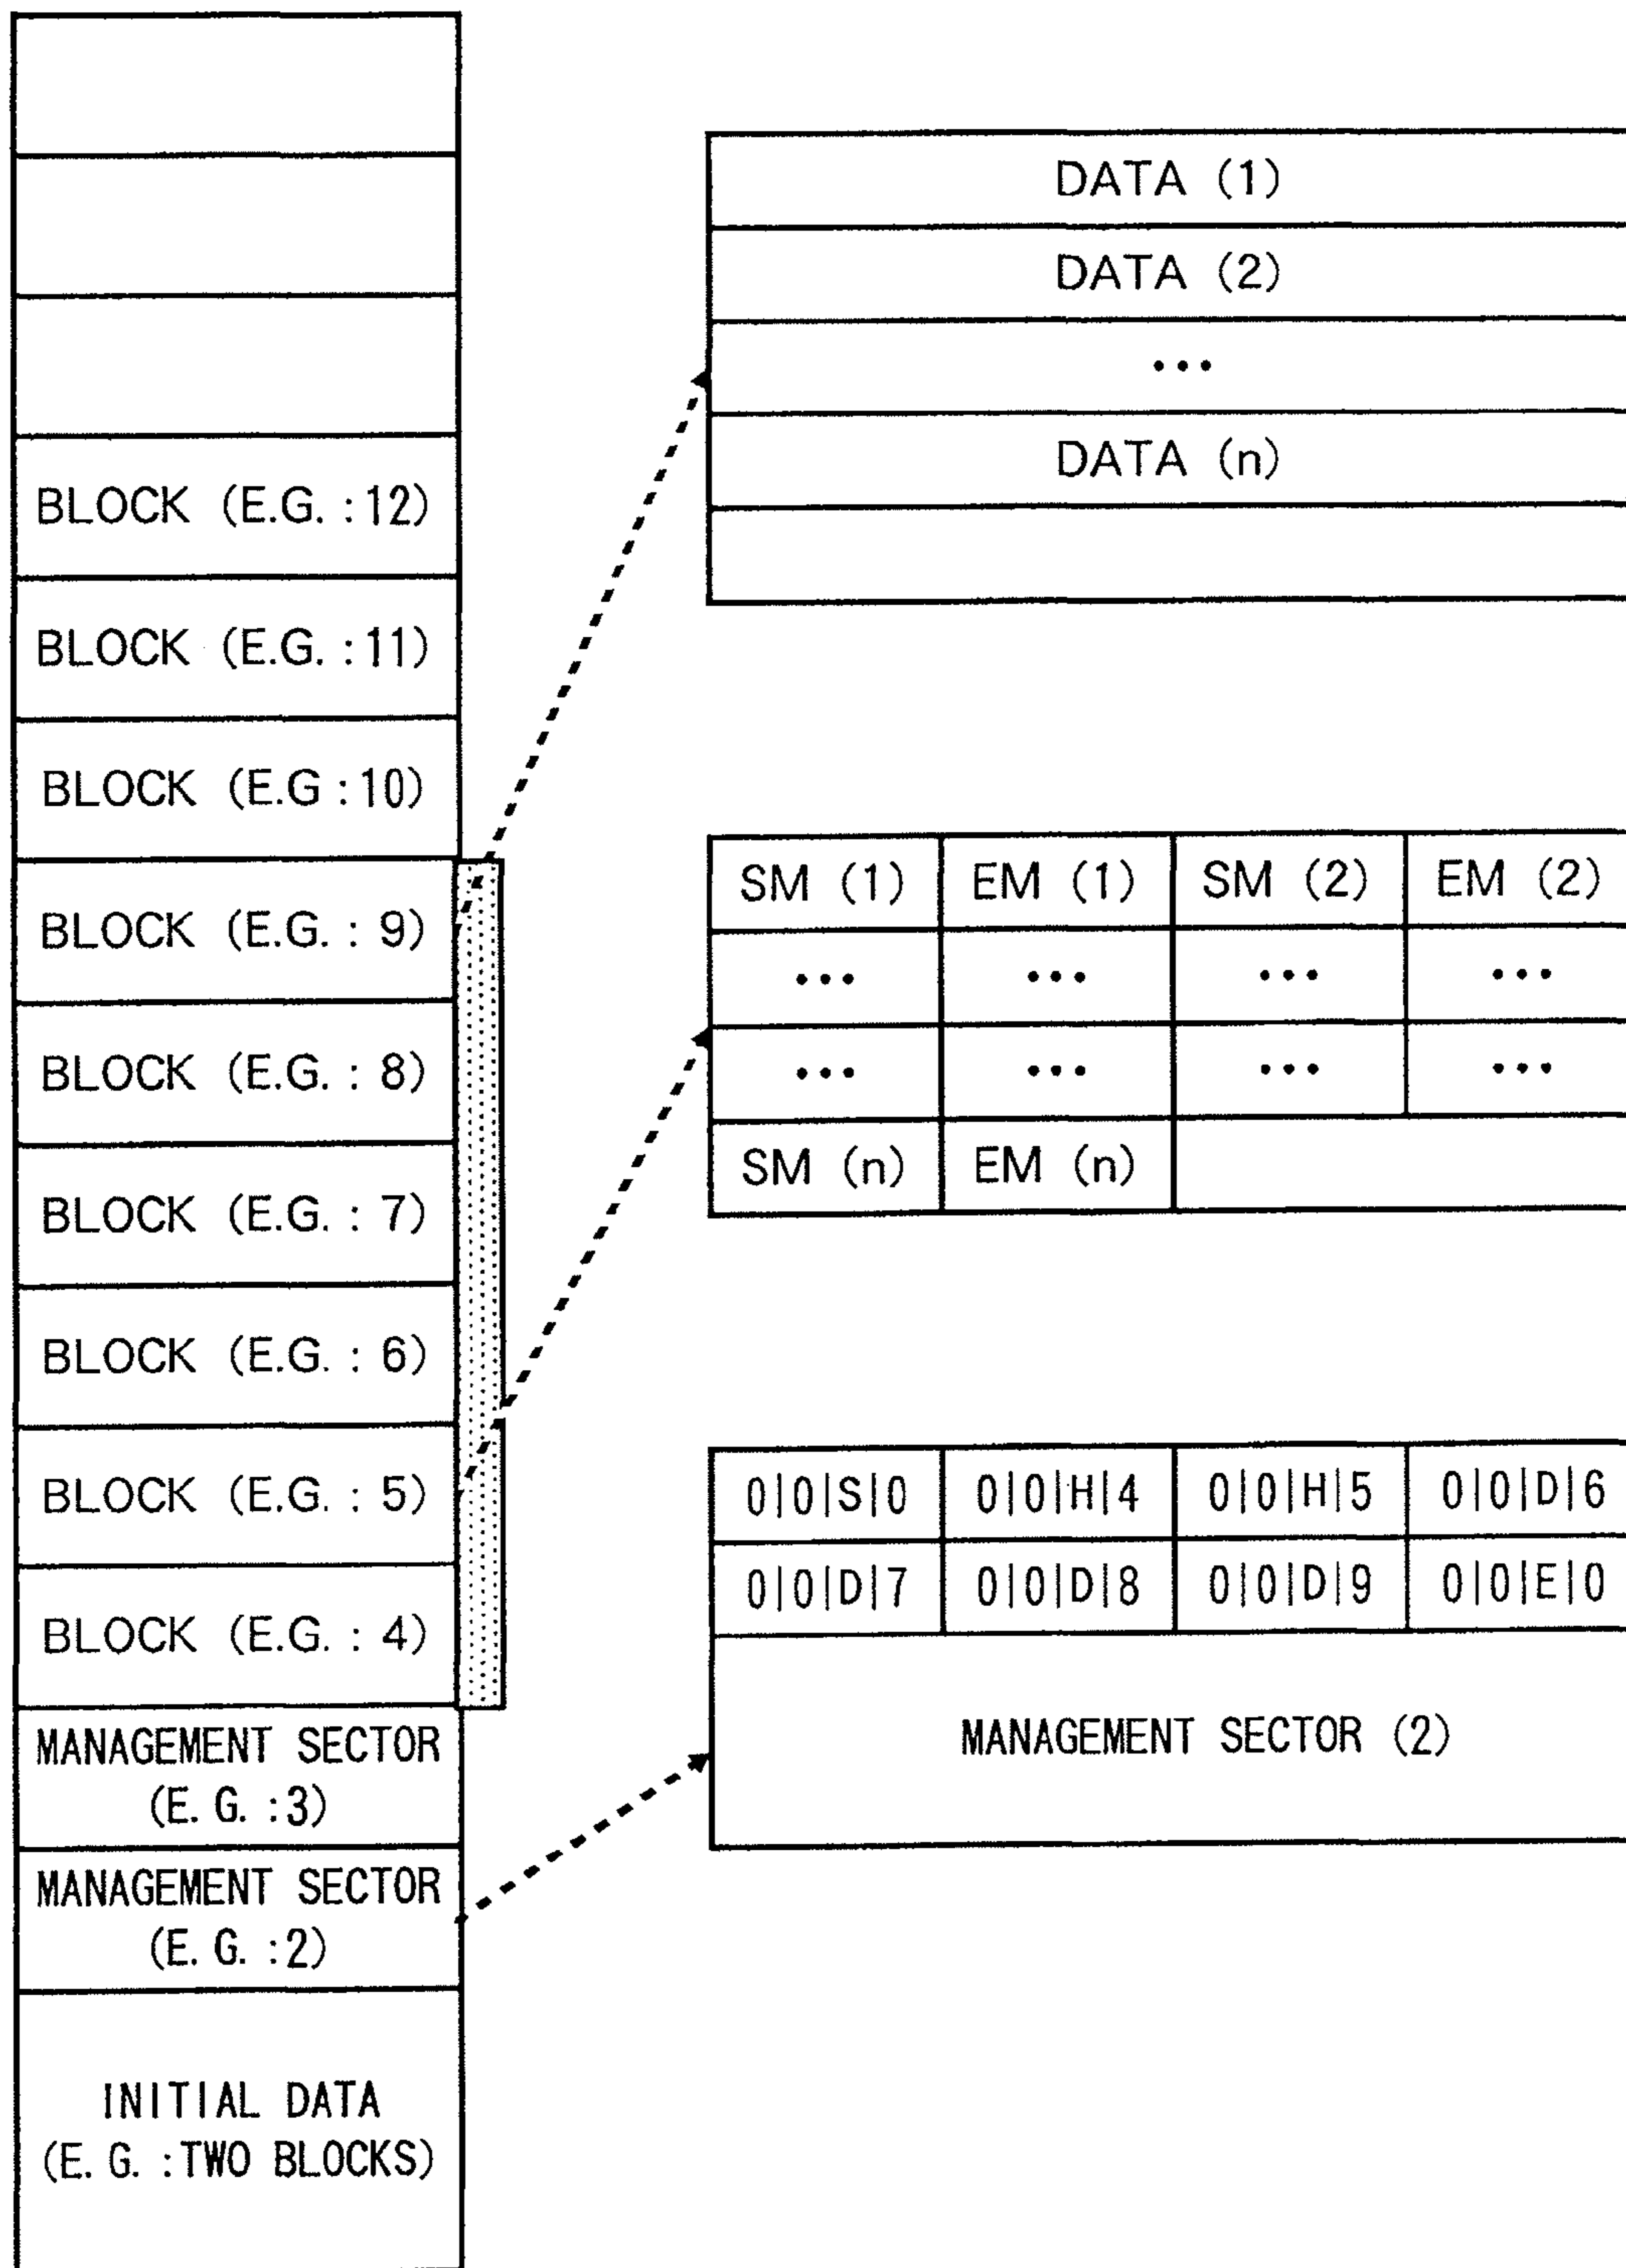 BLOCK (E.G. : 12)
BLOCK (E.G. : 11)
BLOCK (E.G : 10)
BLOCK (E.G. : 9)
BLOCK (E.G. : 8)
BLOCK (E.G. : 7)
BLOCK (E.G. : 6)
BLOCK (E.G. : 5)
BLOCK (E.G. : 4)
MANAGEMENT SECTOR
(E. G. :3)
MANAGEMENT SECTOR
(E. G. :2)
INITIAL DATA
(E. G. :TWO BLOCKS)
DATA (1)
DATA (2)
•••
DATA (n)
SM (1) EM (1) SM (2) EM (2)
••• ••• ••• •••
••• ••• ••• •••
SM (n) EM (n)
0|0|S|0 0|0|H|4 0|0|H|5 0|0|D|6
0|0|D|7 0|0|D|8 0|0|D|9 0|0|E|0
MANAGEMENT SECTOR (2)